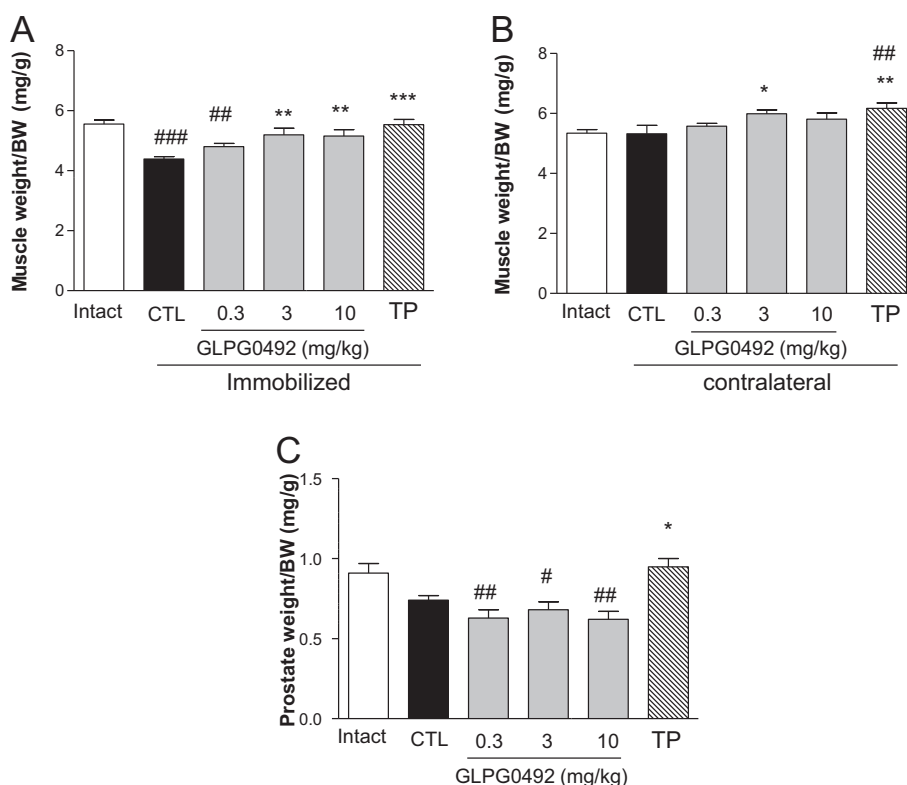 A
Muscle weight/BW (mg/g)
8
6
4
2
0
###
##
**
**
***
Intact
CTL
0.3
3
10
TP
GLPG0492 (mg/kg)
Immobilized
B
Muscle weight/BW (mg/g)
8
6
4
2
0
*
##
**
Intact
CTL
0.3
3
10
TP
GLPG0492 (mg/kg)
contralateral
C
Prostate weight/BW (mg/g)
1.5
1.0
0.5
0.0
##
#
##
*
Intact
CTL
0.3
3
10
TP
GLPG0492 (mg/kg)